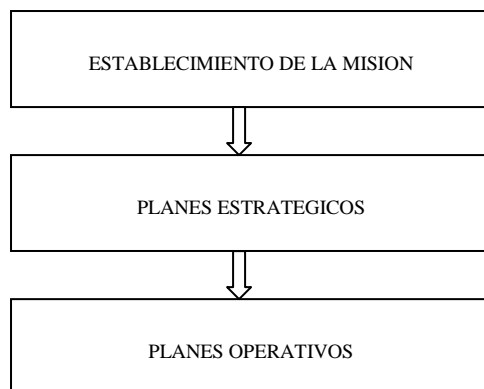 ESTABLECIMIENTO DE LA MISION
PLANES ESTRATEGICOS
PLANES OPERATIVOS